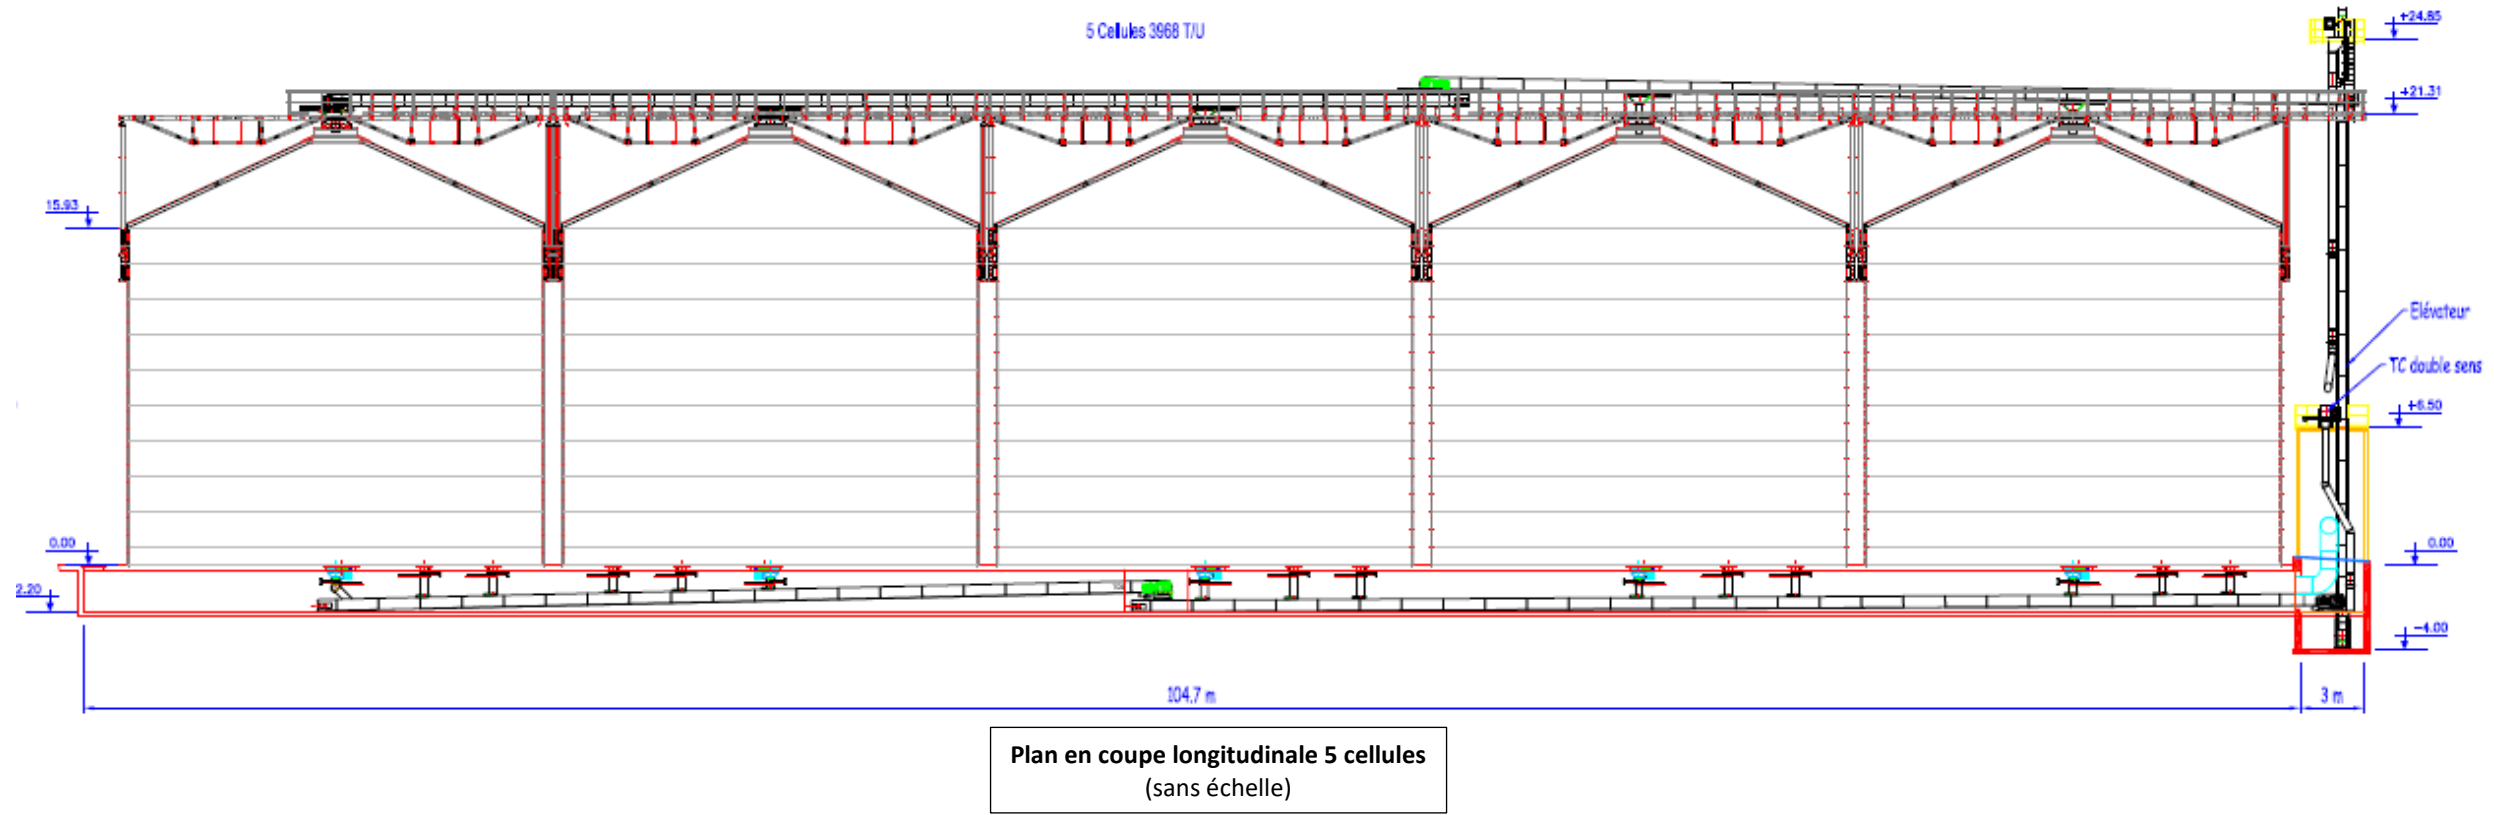 5 Cellules 3968 T/U
+24.85
+21.31
15.93
Elévateur
TC double sens
+6.50
0.00
0.00
2.20
-4.00
104.7 m
3 m
Plan en coupe longitudinale 5 cellules
(sans échelle)